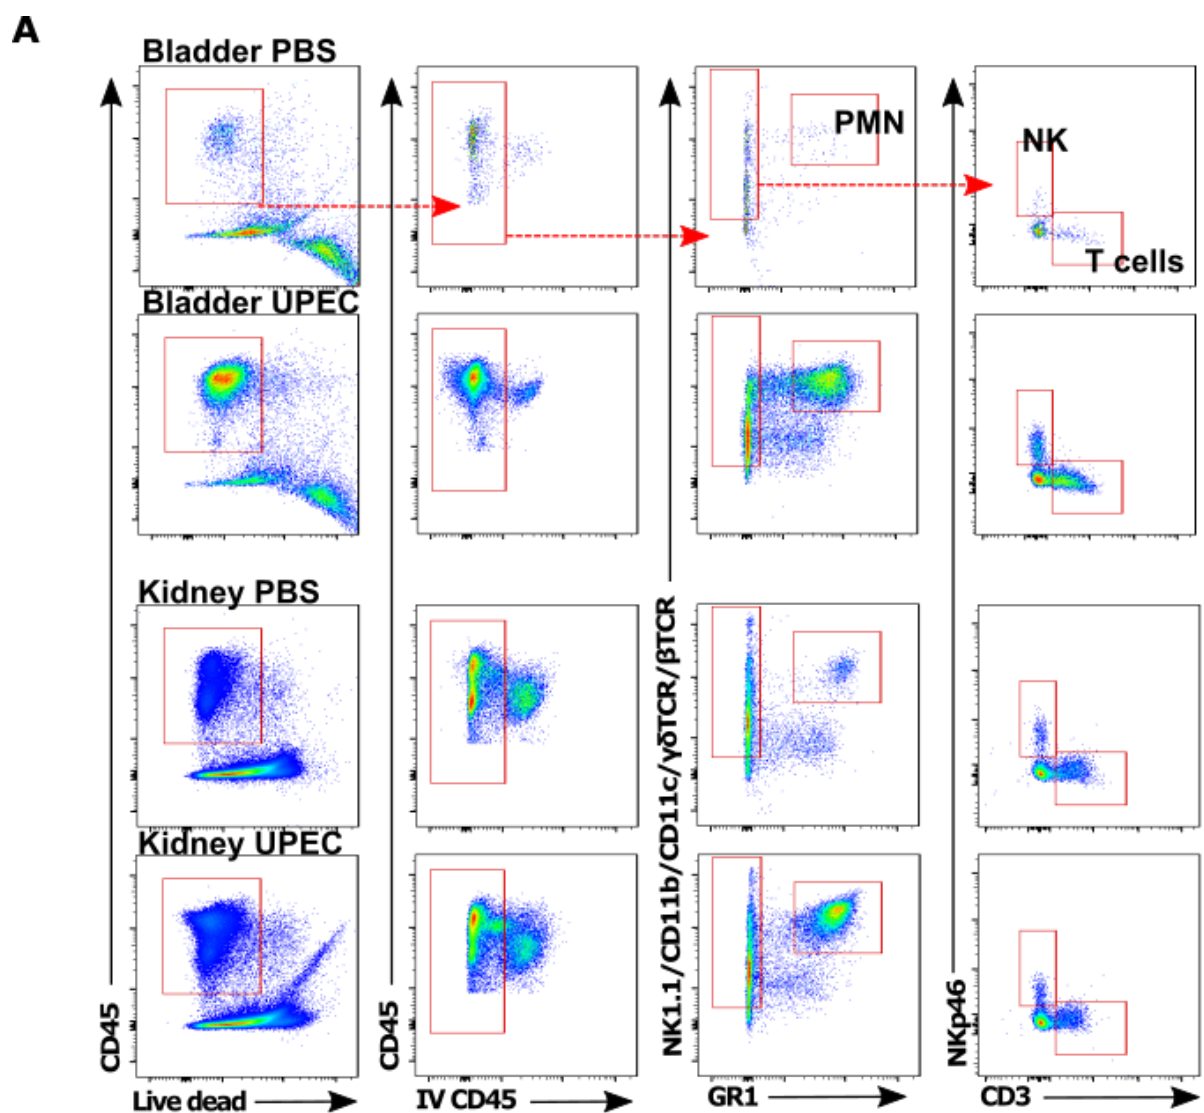 A
Bladder PBS
PMN
NK
T cells
Bladder UPEC
Kidney PBS
Kidney UPEC
CD45
CD45
NK1.1/CD11b/CD11c/γδTCR/βTCR
NKp46
Live dead
IV CD45
GR1
CD3